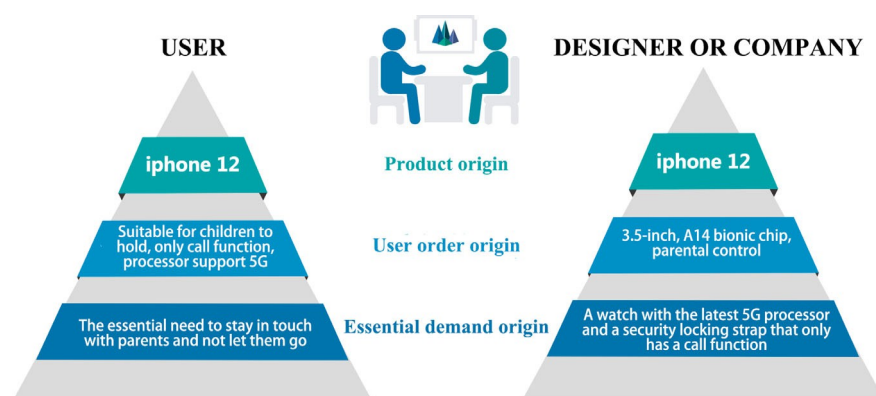 USER
DESIGNER OR COMPANY
iphone 12
Product origin
iphone 12
Suitable for children to
hold, only call function,
processor support 5G
User order origin
3.5-inch, A14 bionic chip,
parental control
The essential need to stay in touch
with parents and not let them go
Essential demand origin
A watch with the latest 5G processor
and a security locking strap that only
has a call function